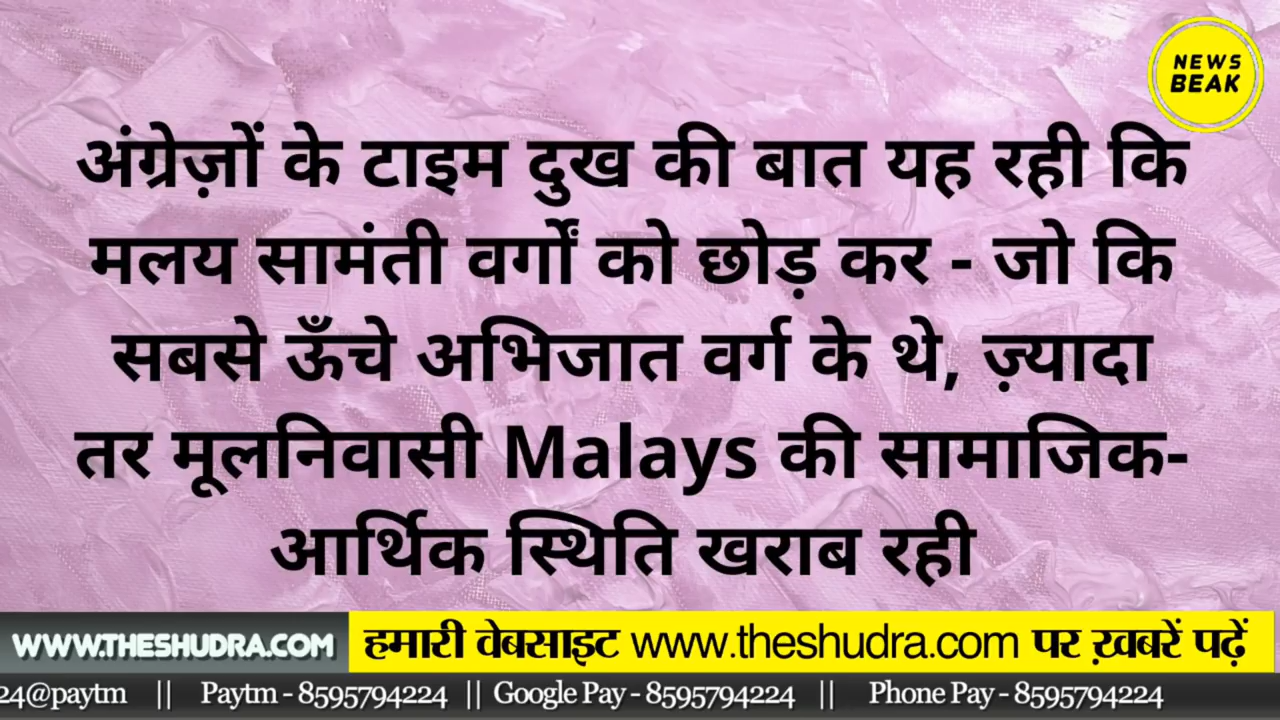 NEWS
BEAK
अंग्रेज़ों के टाइम दुख की बात यह रही कि
मलय सामंती वर्गों को छोड़ कर - जो कि
सबसे ऊँचे अभिजात वर्ग के थे, ज़्यादा
तर मूलनिवासी Malays की सामाजिक-
आर्थिक स्थिति खराब रही
WWW.THESHUDRA.COM हमारी वेबसाइट www.theshudra.com पर ख़बरें पढ़ें
24@paytm || Paytm - 8595794224 || Google Pay - 8595794224 || Phone Pay - 8595794224